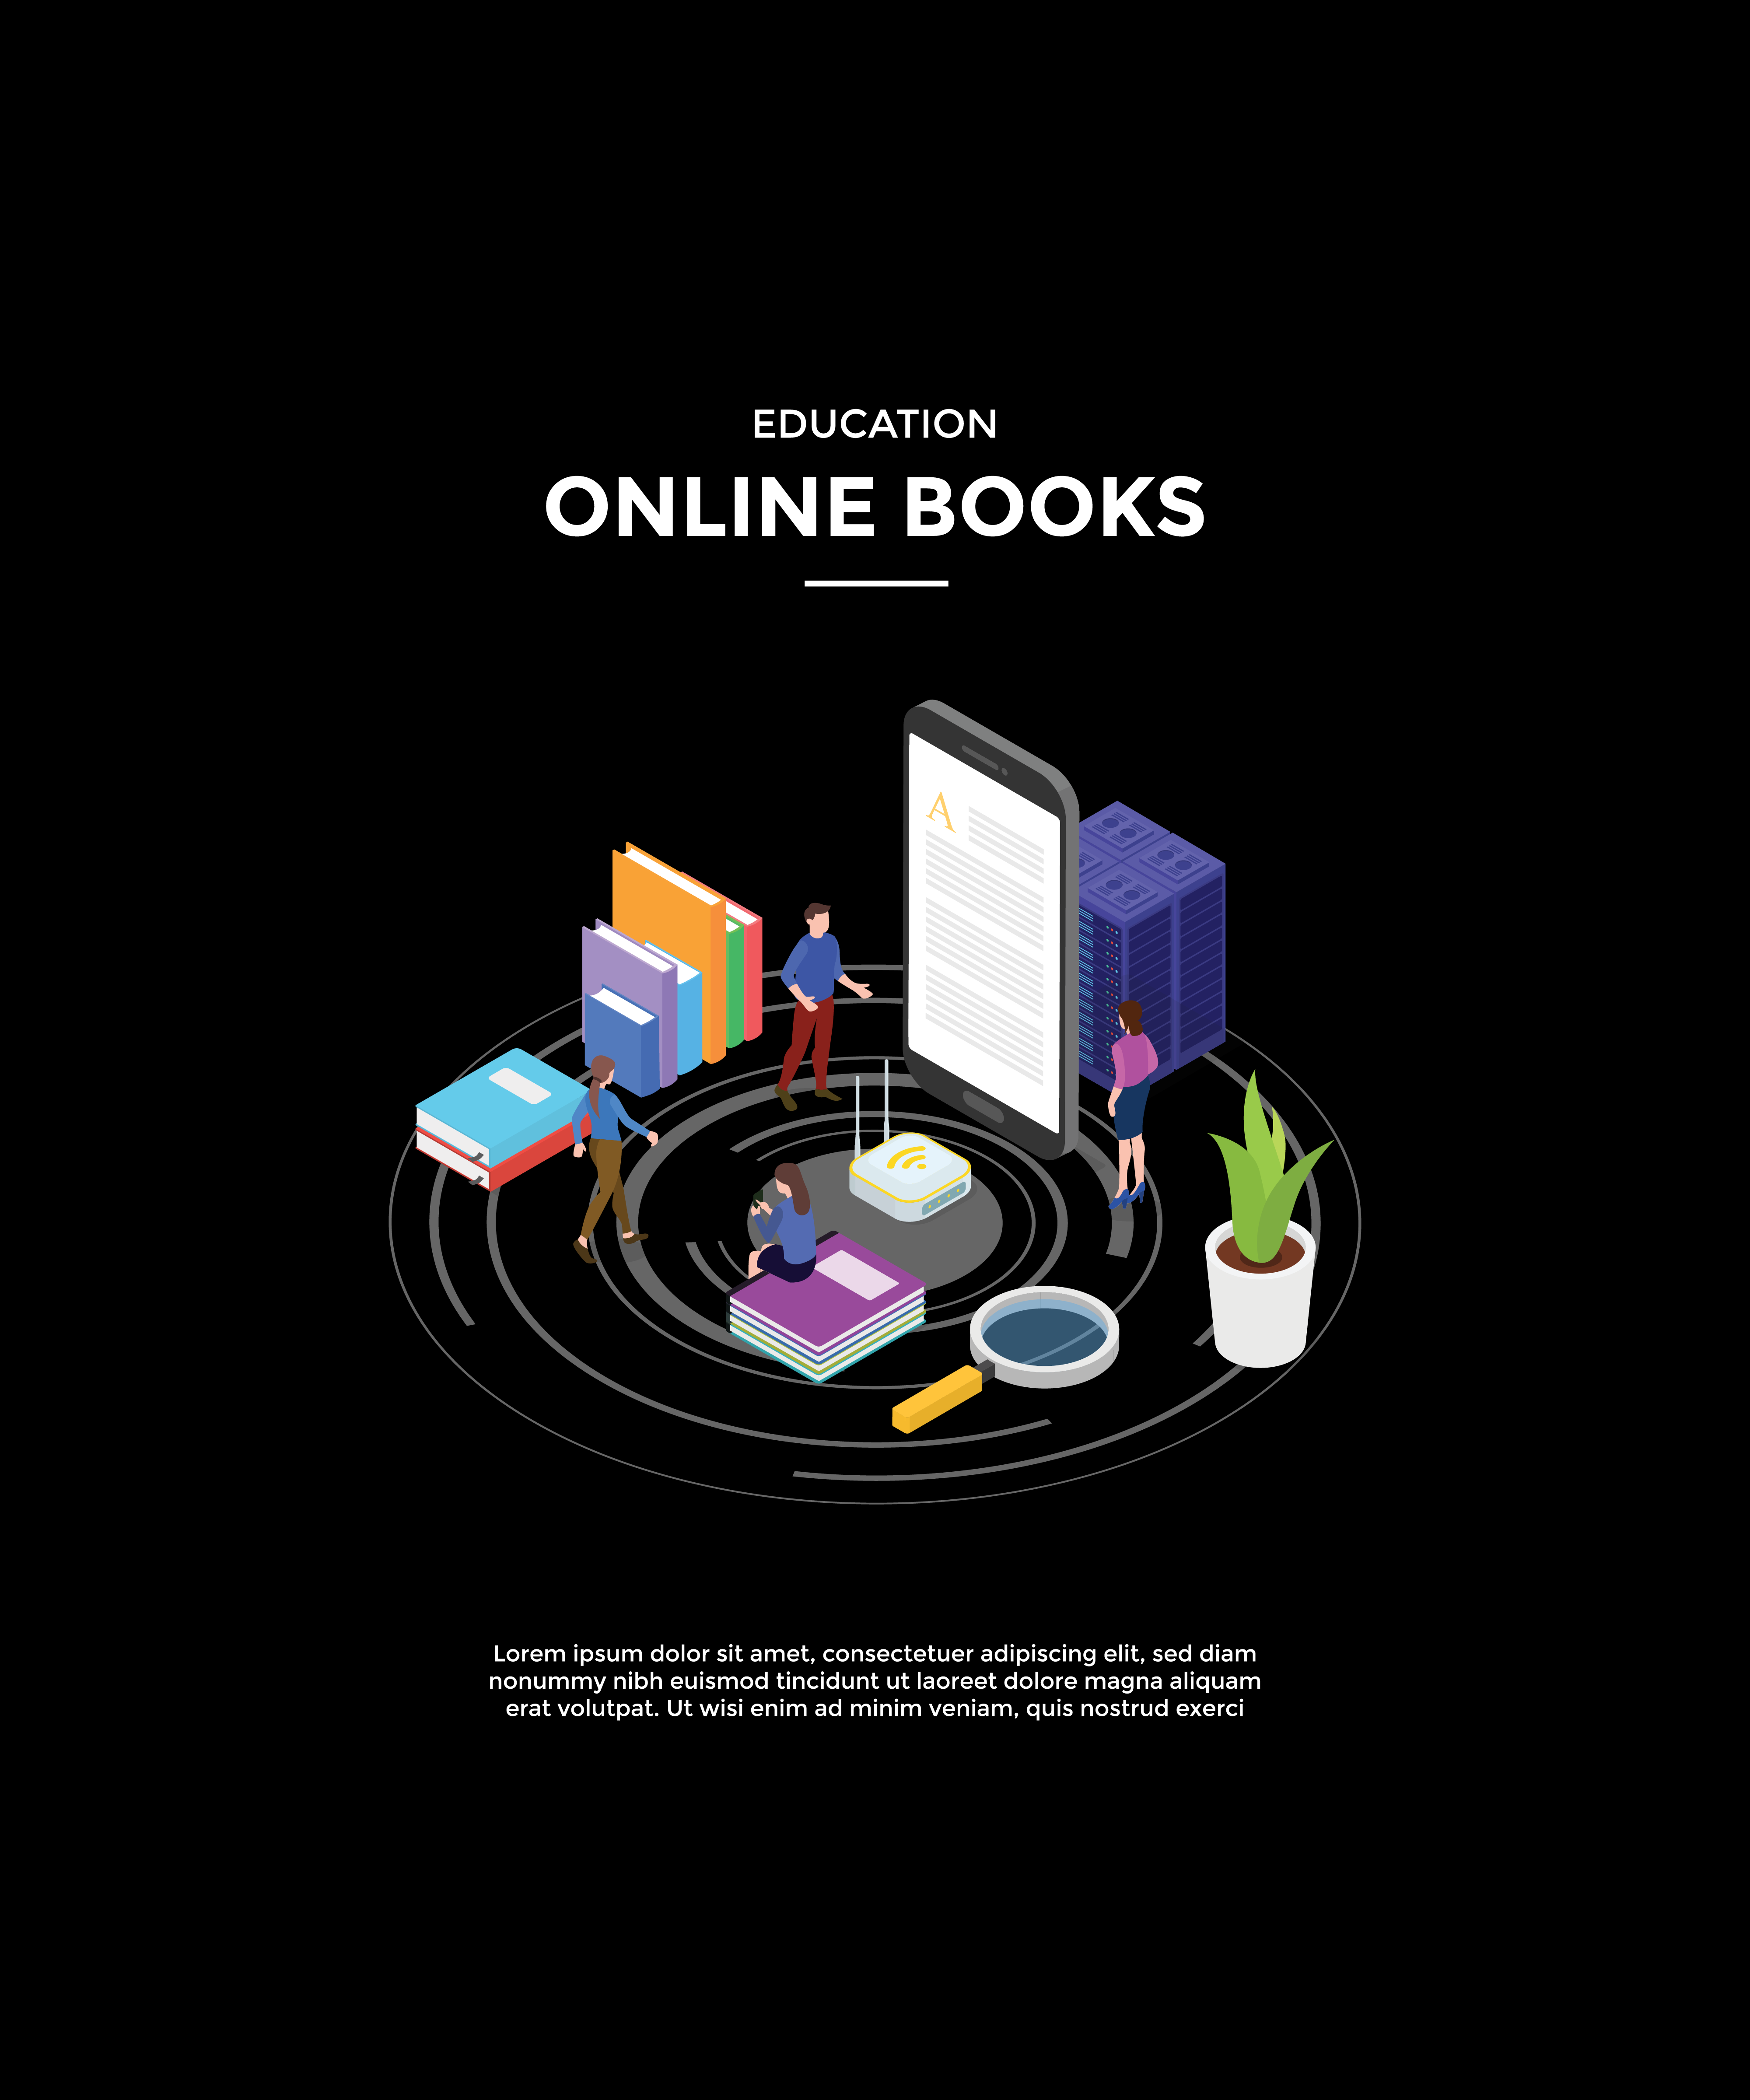 EDUCATION
ONLINE BOOKS
A
Lorem ipsum dolor sit amet, consectetuer adipiscing elit, sed diam
nonummy nibh euismod tincidunt ut laoreet dolore magna aliquam
erat volutpat. Ut wisi enim ad minim veniam, quis nostrud exerci